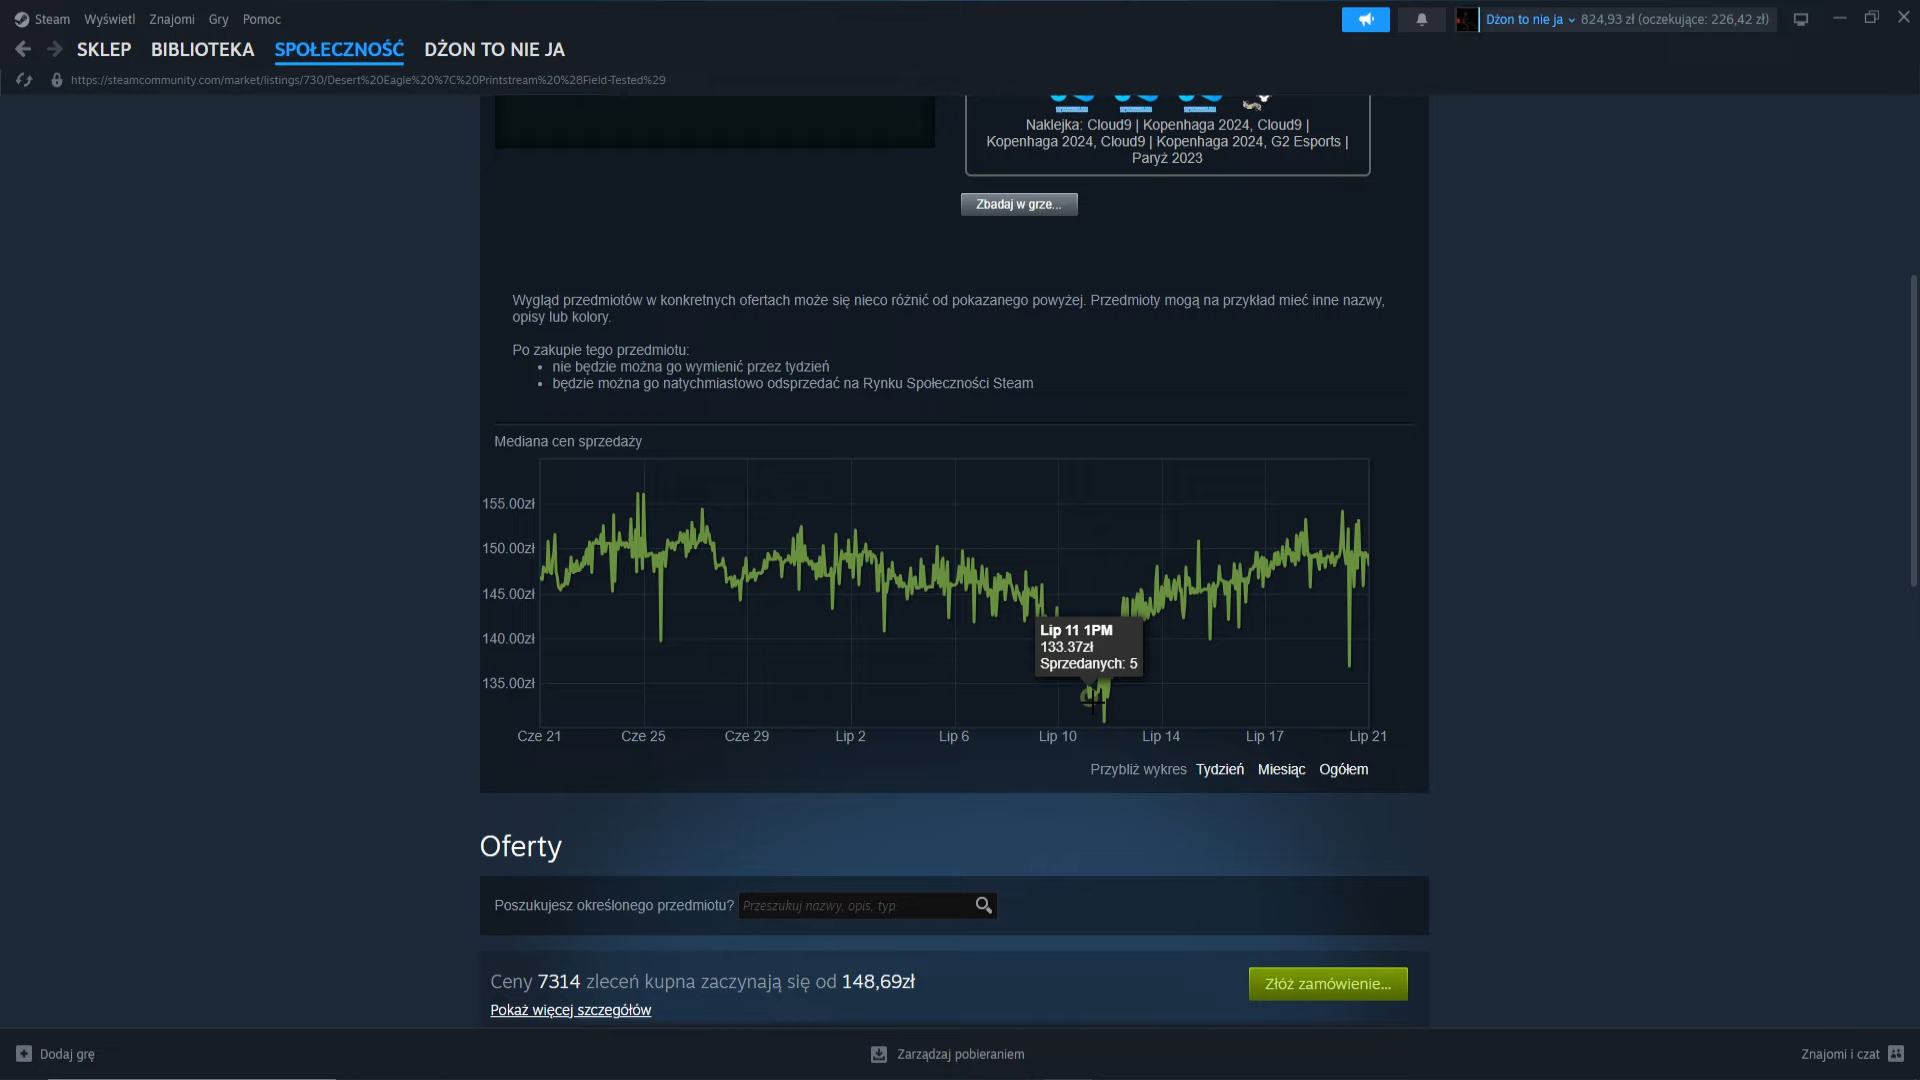 Steam Wyświetl Znajomi Gry Pomoc
Dżon to nie ja 824,93 zł (oczekujące: 226,42 zł)
SKLEP BIBLIOTEKA SPOŁECZNOŚĆ DŻON TO NIE JA
https://steamcommunity.com/market/listings/730/Desert%20Eagle%20%7C%20Printstream%20%28Field-Tested%29
Naklejka: Cloud9 | Kopenhaga 2024, Cloud9 |
Kopenhaga 2024, Cloud9 | Kopenhaga 2024, G2 Esports |
Paryż 2023
Zbadaj w grze...
Wygląd przedmiotów w konkretnych ofertach może się nieco różnić od pokazanego powyżej. Przedmioty mogą na przykład mieć inne nazwy,
opisy lub kolory.
Po zakupie tego przedmiotu:
• nie będzie można go wymienić przez tydzień
• będzie można go natychmiastowo odsprzedać na Rynku Społeczności Steam
Mediana cen sprzedaży
155.00zł
150.00zł
145.00zł
140.00zł
135.00zł
Lip 11 1PM
133.37zł
Sprzedanych: 5
Cze 21 Cze 25 Cze 29 Lip 2 Lip 6 Lip 10 Lip 14 Lip 17 Lip 21
Przybliż wykres Tydzień Miesiąc Ogółem
Oferty
Poszukujesz określonego przedmiotu? Przeszukuj nazwy, opis, typ
Ceny 7314 zleceń kupna zaczynają się od 148,69zł
Złóż zamówienie...
Pokaż więcej szczegółów
Dodaj grę
Zarządzaj pobieraniem
Znajomi i czat